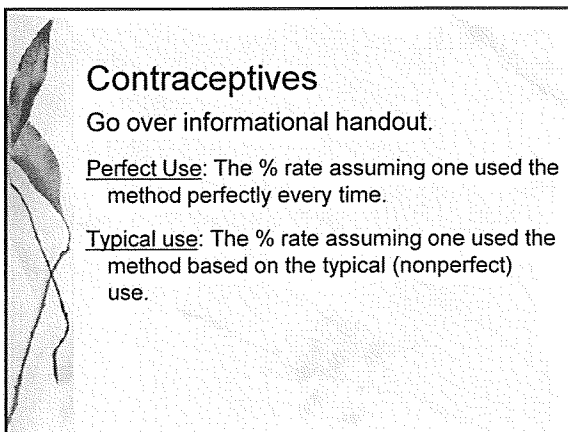 Contraceptives
Go over informational handout.
Perfect Use: The % rate assuming one used the
method perfectly every time.
Typical use: The % rate assuming one used the
method based on the typical (nonperfect)
use.